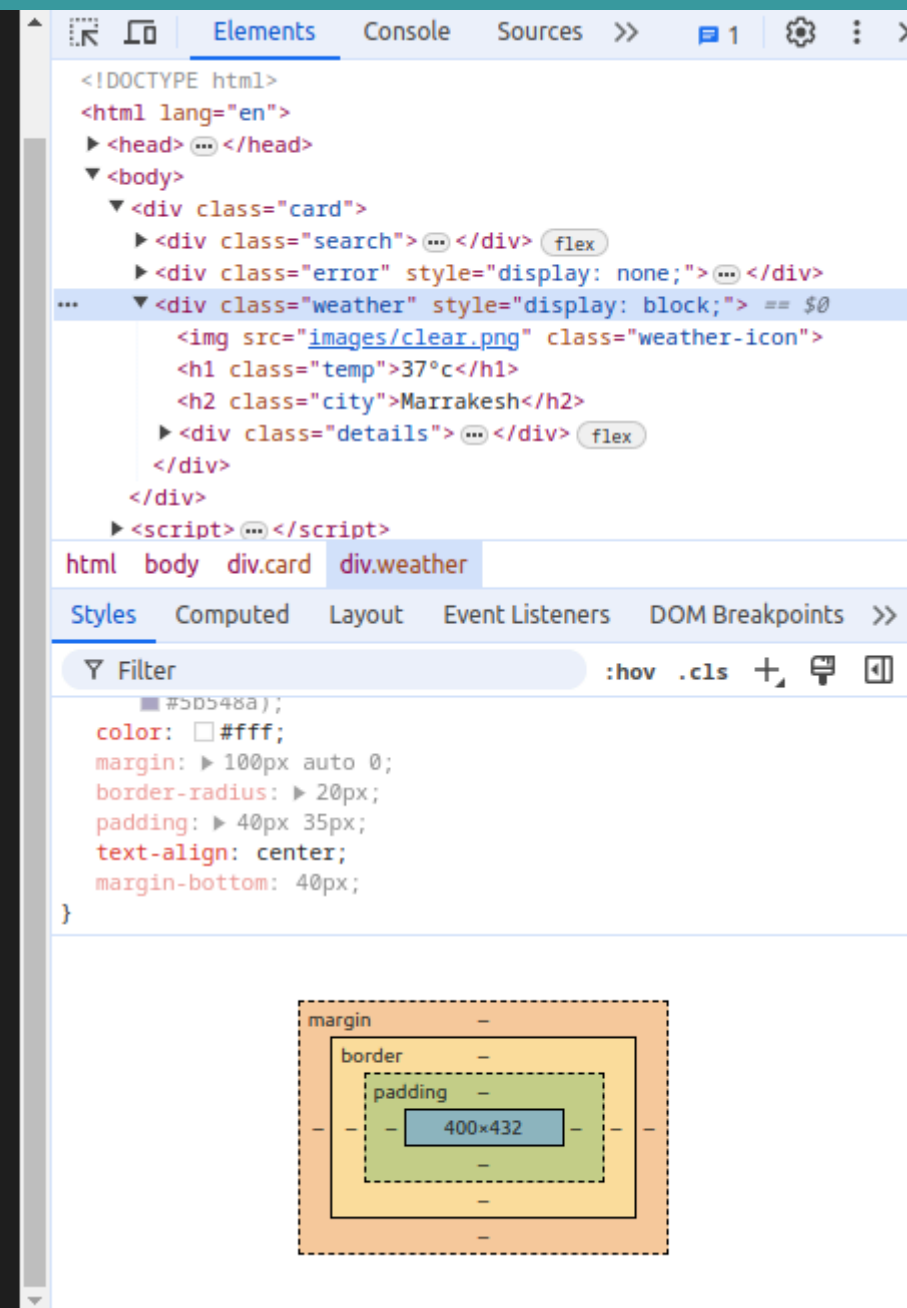 Elements Console Sources >> 1
<!DOCTYPE html>
<html lang="en">
<head> ••• </head>
<body>
<div class="card">
<div class="search"> ••• </div> flex
<div class="error" style="display: none;"> ••• </div>
••• <div class="weather" style="display: block;"> == $0
<img src="images/clear.png" class="weather-icon">
<h1 class="temp">37°c</h1>
<h2 class="city">Marrakesh</h2>
<div class="details"> ••• </div> flex
</div>
</div>
<script> ••• </script>
html body div.card div.weather
Styles Computed Layout Event Listeners DOM Breakpoints >>
Filter :hov .cls
#5b548a);
color: #fff;
margin: 100px auto 0;
border-radius: 20px;
padding: 40px 35px;
text-align: center;
margin-bottom: 40px;
}
margin –
border –
padding –
– – – 400×432 – – –
–
–
–